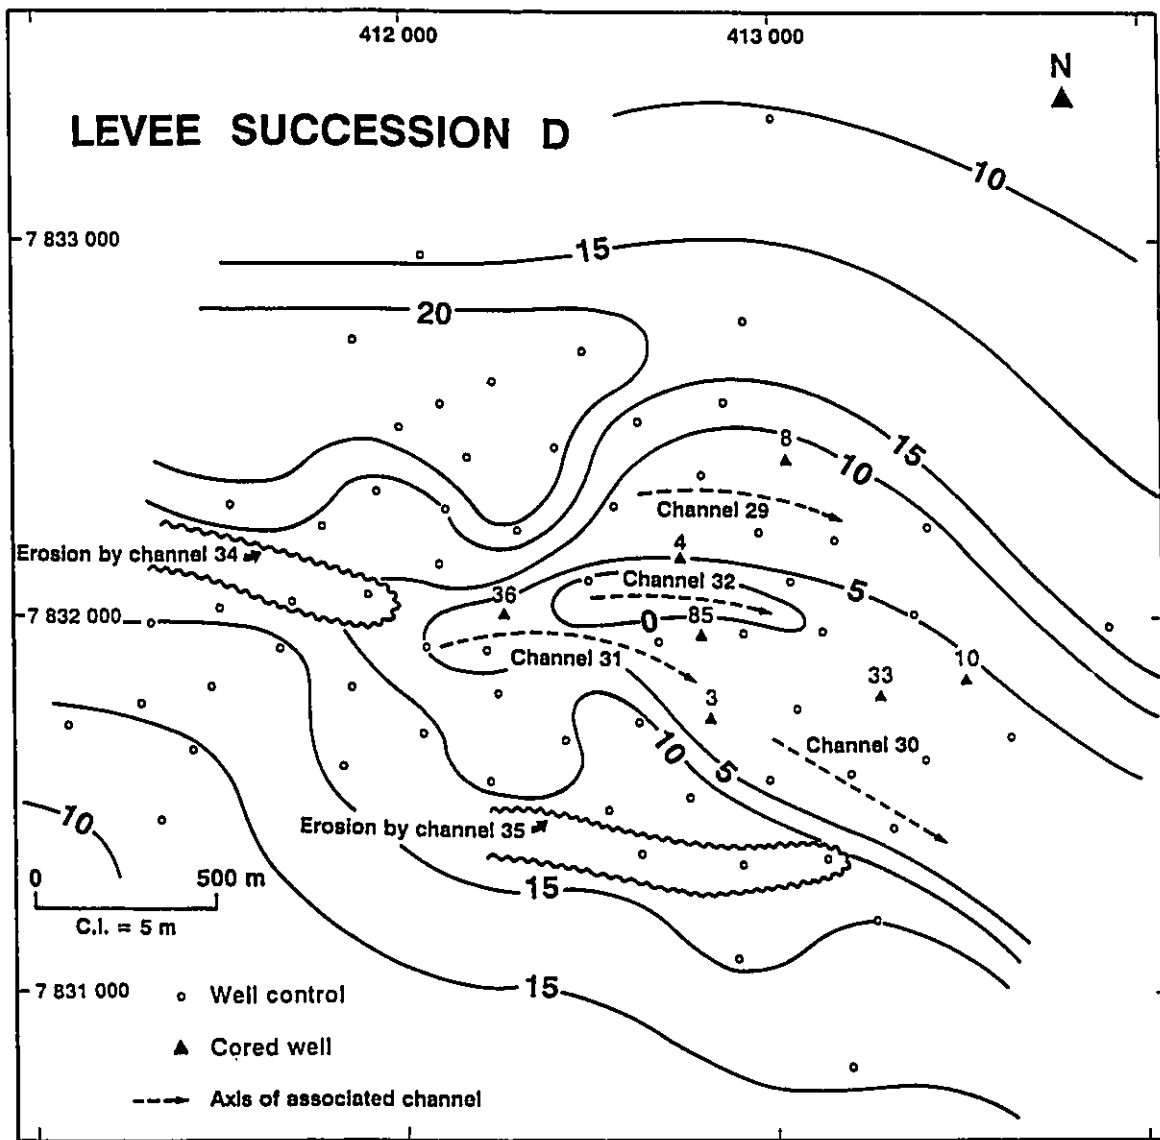 412 000
413 000
N
LEVEE SUCCESSION D
10
7 833 000
15
20
8
15
10
Channel 29
Erosion by channel 34
4
Channel 32
5
36
7 832 000
0
85
Channel 31
10
33
3
Channel 30
10
5
10
Erosion by channel 35
0
500 m
15
C.I. = 5 m
15
7 831 000
Well control
Cored well
Axis of associated channel